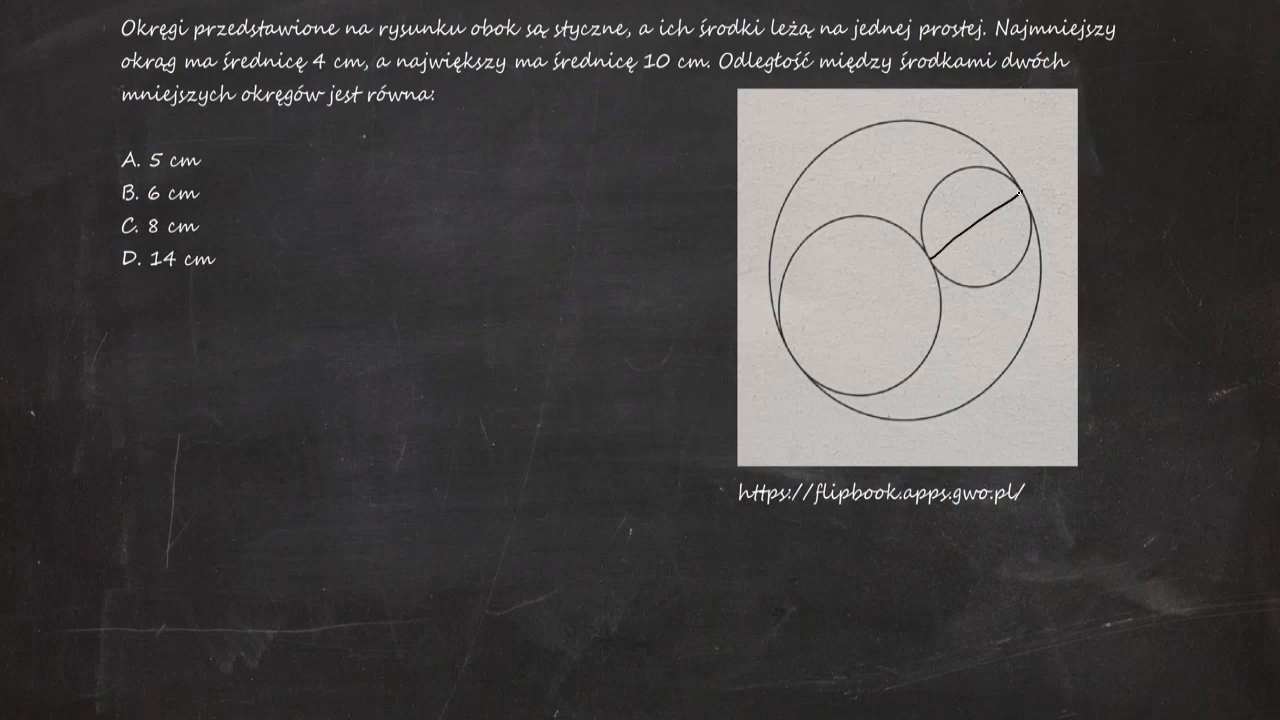 Okręgi przedstawione na rysunku obok są styczne, a ich środki leżą na jednej prostej. Najmniejszy
okrąg ma średnicę 4 cm, a największy ma średnicę 10 cm. Odległość między środkami dwóch
mniejszych okręgów jest równa:
A. 5 cm
B. 6 cm
C. 8 cm
D. 14 cm
https://flipbook.apps.gwo.pl/